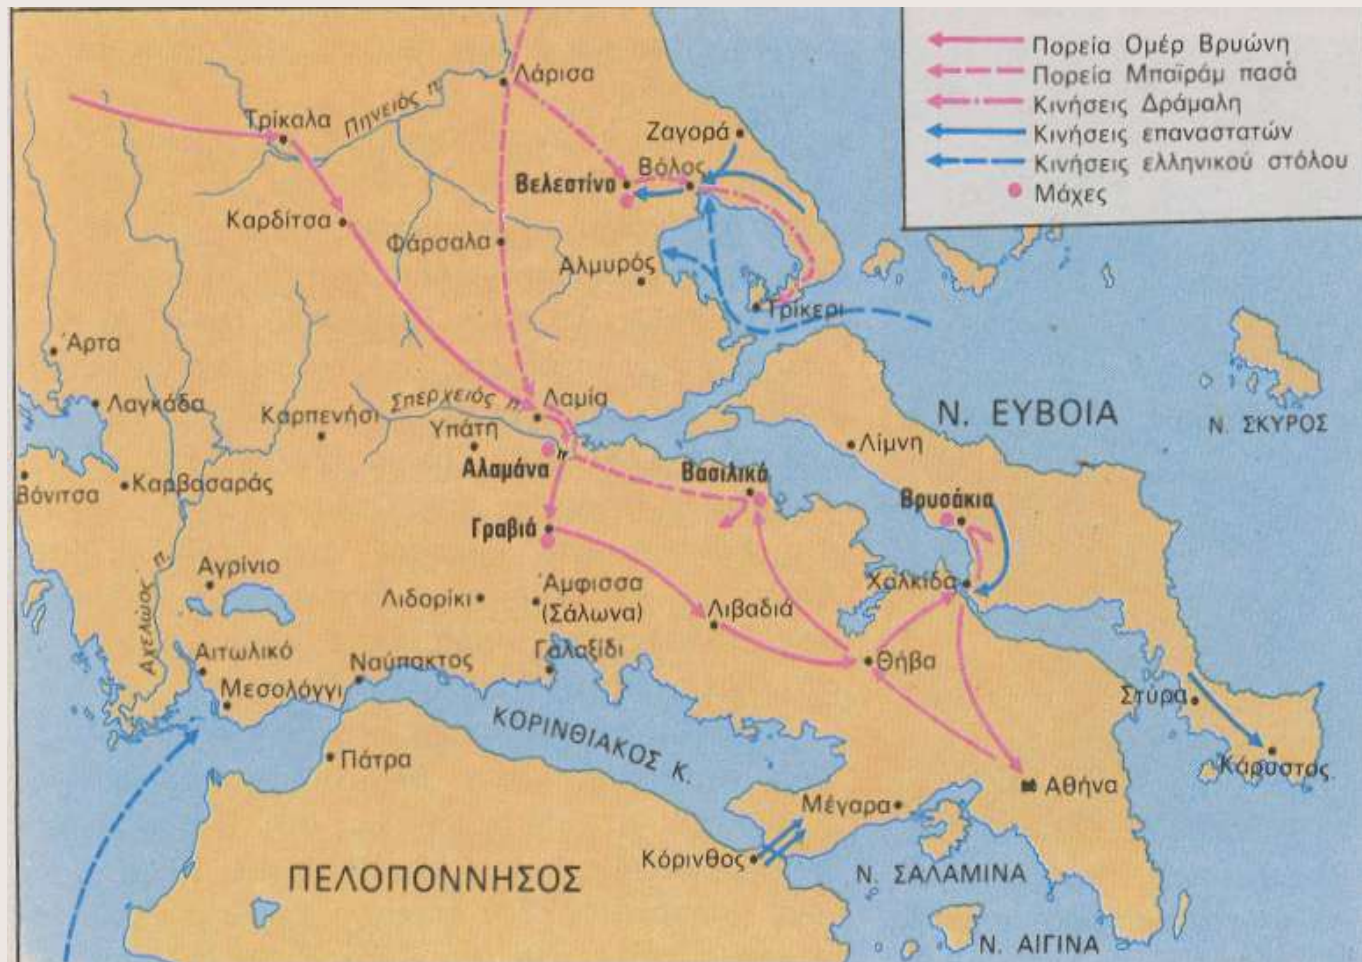 Πορεία Ομέρ Βρυώνη
Πορεία Μπαϊράμ πασά
Κινήσεις Δράμαλη
Κινήσεις επαναστατών
Κινήσεις ελληνικού στόλου
Μάχες
Λάρισα
Τρίκαλα
Πηνειός π.
Ζαγορά
Βελεστίνο
Βόλος
Καρδίτσα
Φάρσαλα
Αλμυρός
Τρίκερι
Άρτα
Λαγκάδα
Καρπενήσι
Σπερχειός π.
Λαμία
Υπάτη
Αλαμάνα
Ν. ΕΥΒΟΙΑ
Ν. ΣΚΥΡΟΣ
Λίμνη
Βόνιτσα
Καρβασαράς
Βασιλικό
Βρυσάκια
Γραβιά
Αχελώος π.
Αγρίνιο
Λιδορίκι
Άμφισσα
(Σάλωνα)
Λιβαδιά
Χαλκίδα
Αιτωλικό
Ναύπακτος
Γαλαξίδι
Θήβα
Μεσολόγγι
Στύρα
ΚΟΡΙΝΘΙΑΚΟΣ Κ.
Πάτρα
Κάρυστος
Αθήνα
Μέγαρα
Κόρινθος
ΠΕΛΟΠΟΝΝΗΣΟΣ
Ν. ΣΑΛΑΜΙΝΑ
Ν. ΑΙΓΙΝΑ